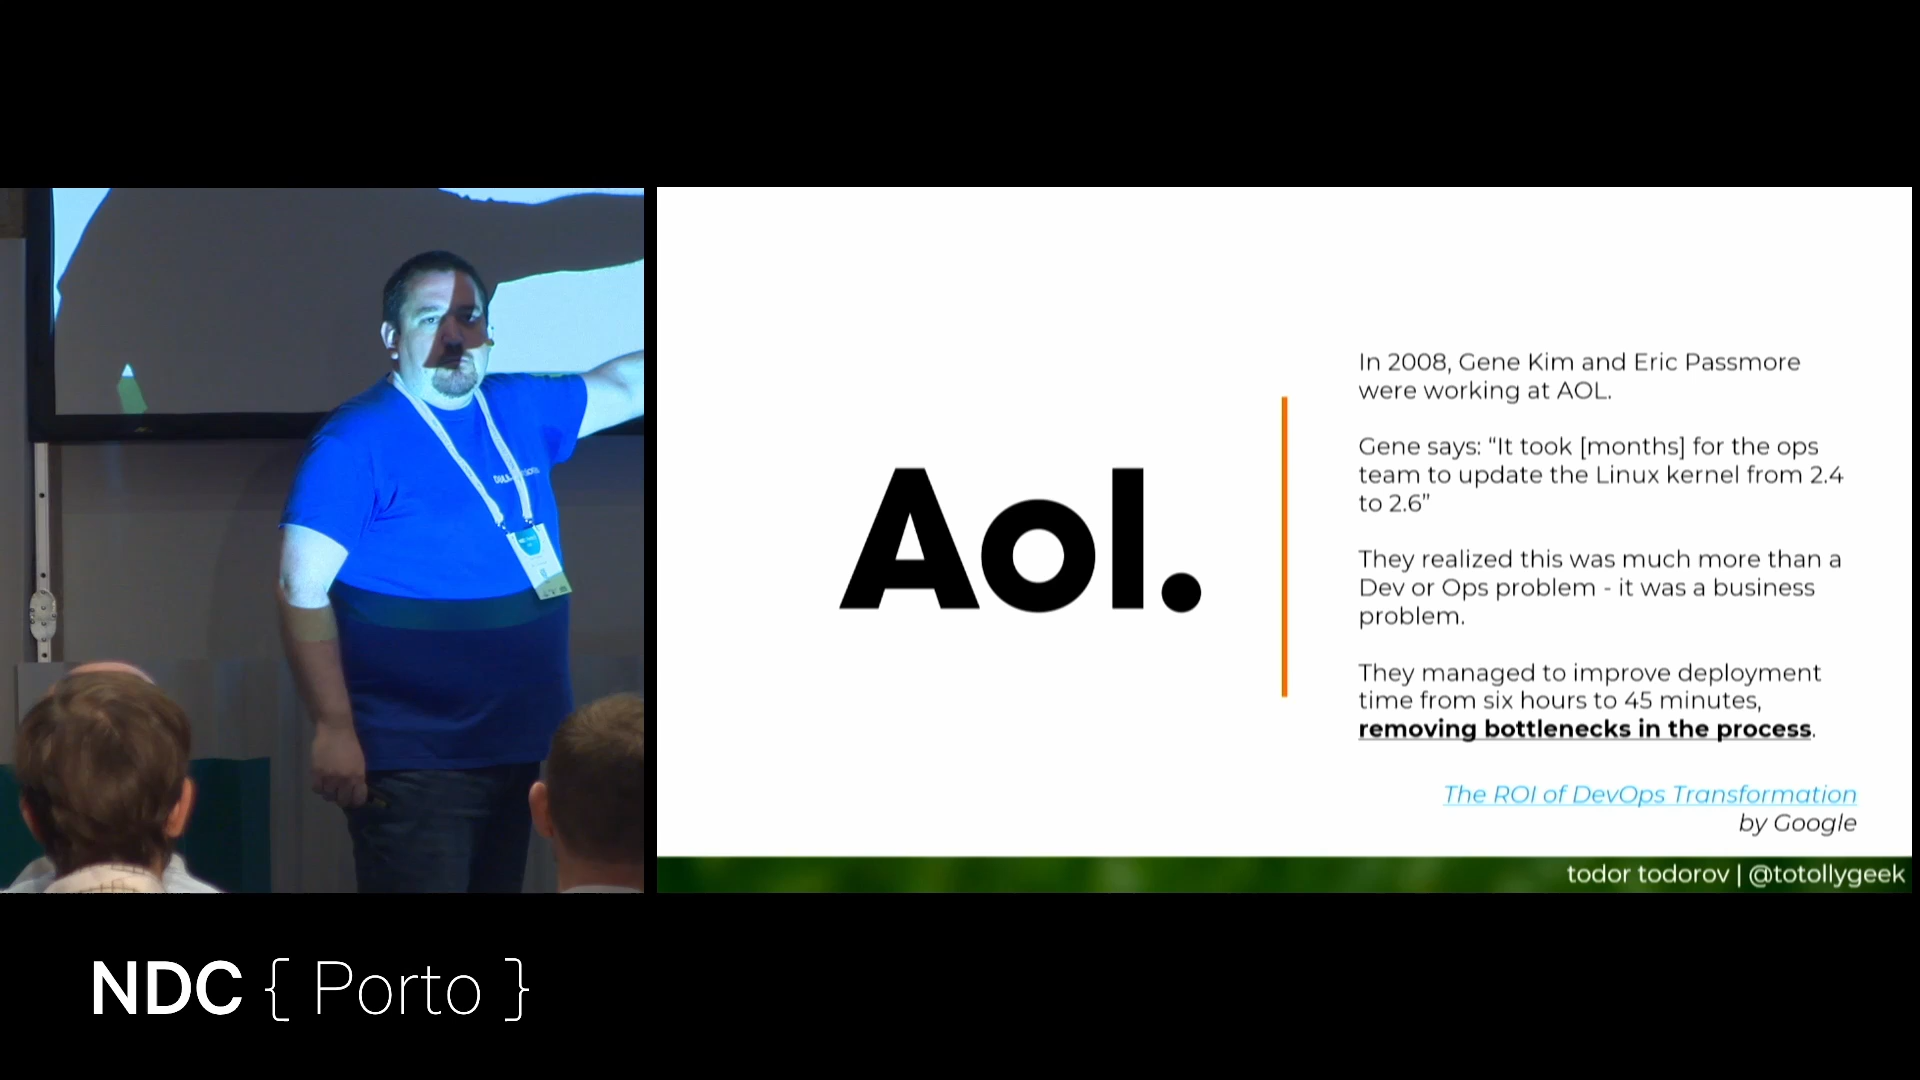 Aol.
In 2008, Gene Kim and Eric Passmore
were working at AOL.
Gene says: “It took [months] for the ops
team to update the Linux kernel from 2.4
to 2.6”
They realized this was much more than a
Dev or Ops problem - it was a business
problem.
They managed to improve deployment
time from six hours to 45 minutes,
removing bottlenecks in the process.
The ROI of DevOps Transformation
by Google
todor todorov | @totollygeek
NDC { Porto }